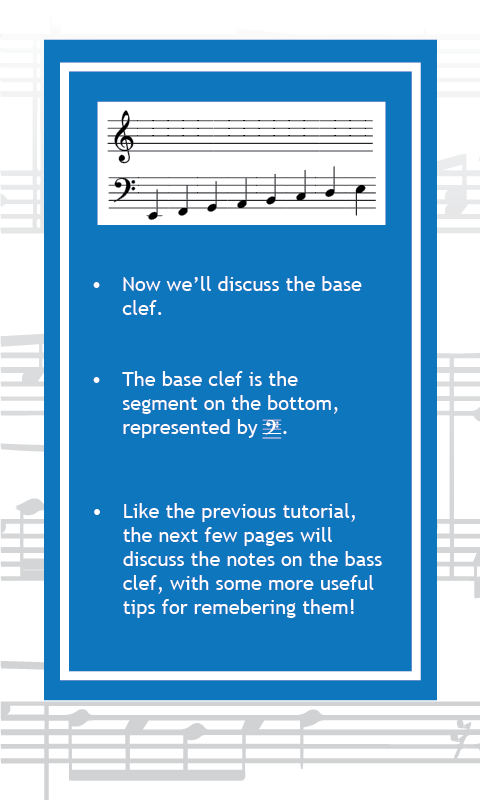 • Now we'll discuss the base
clef.
• The base clef is the
segment on the bottom,
represented by 𝄢.
• Like the previous tutorial,
the next few pages will
discuss the notes on the bass
clef, with some more useful
tips for remebering them!